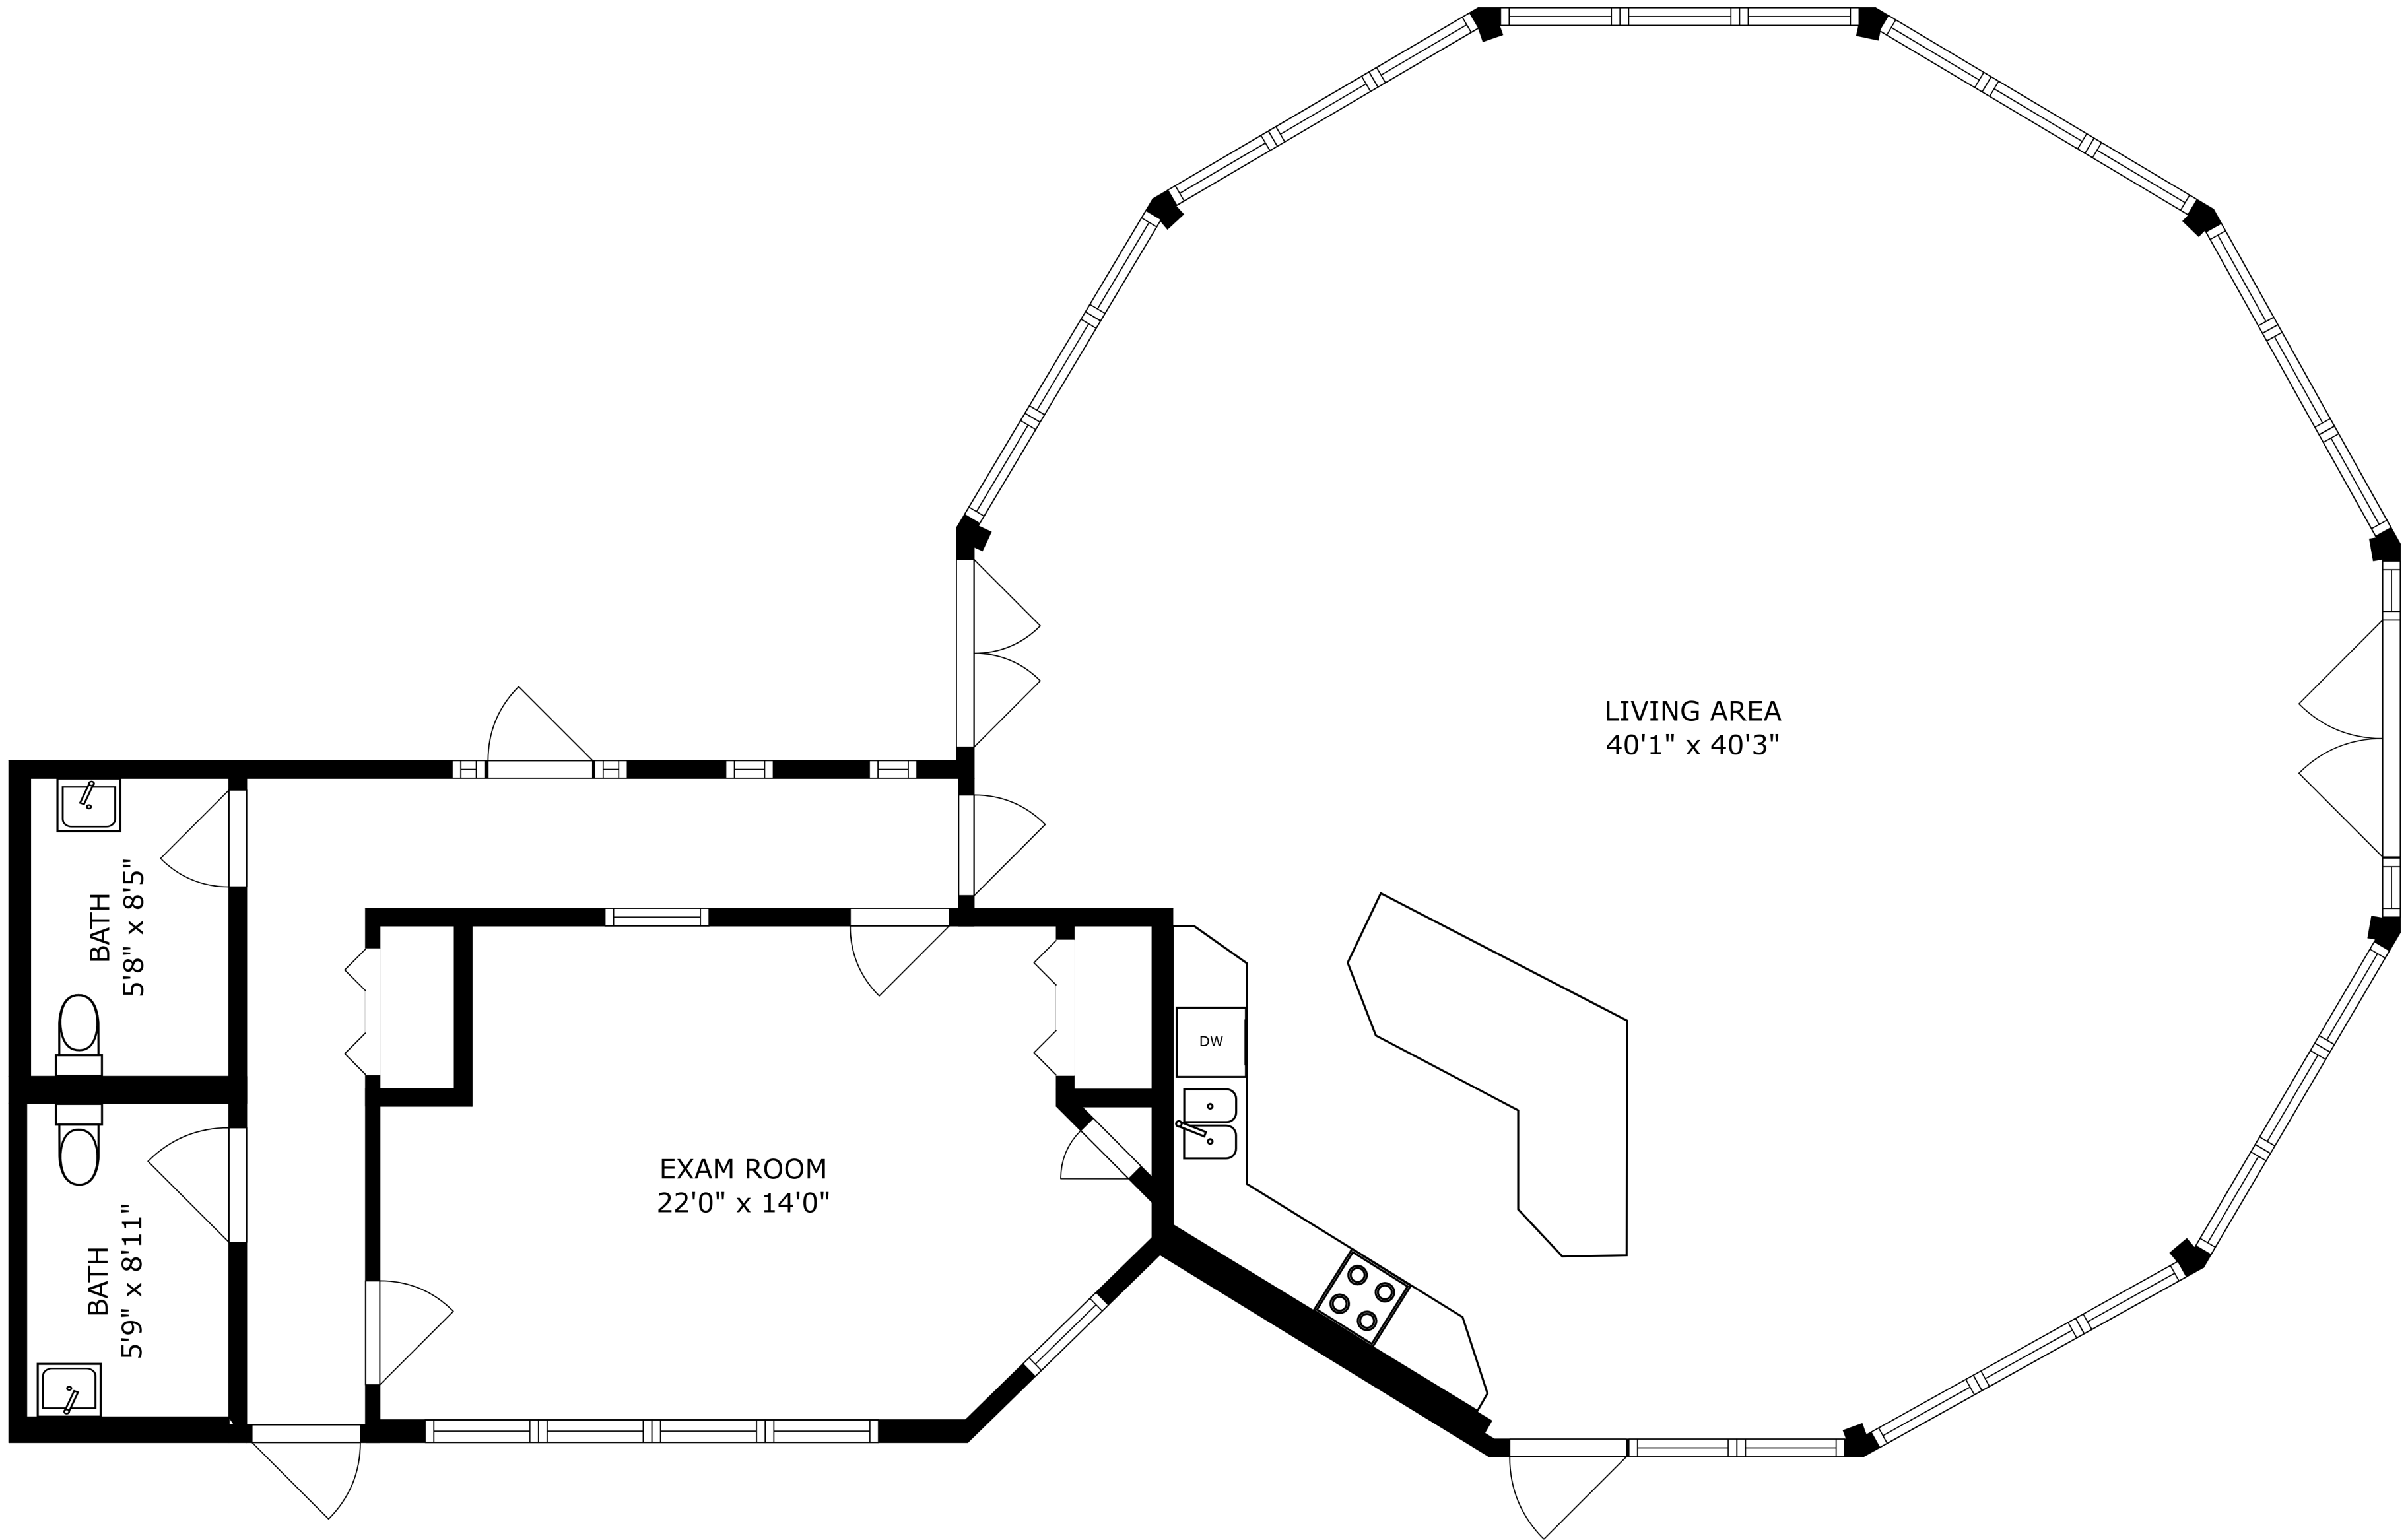 LIVING AREA
40'1" x 40'3"
BATH
5'8" x 8'5"
DW
EXAM ROOM
22'0" x 14'0"
BATH
5'9" x 8'11"